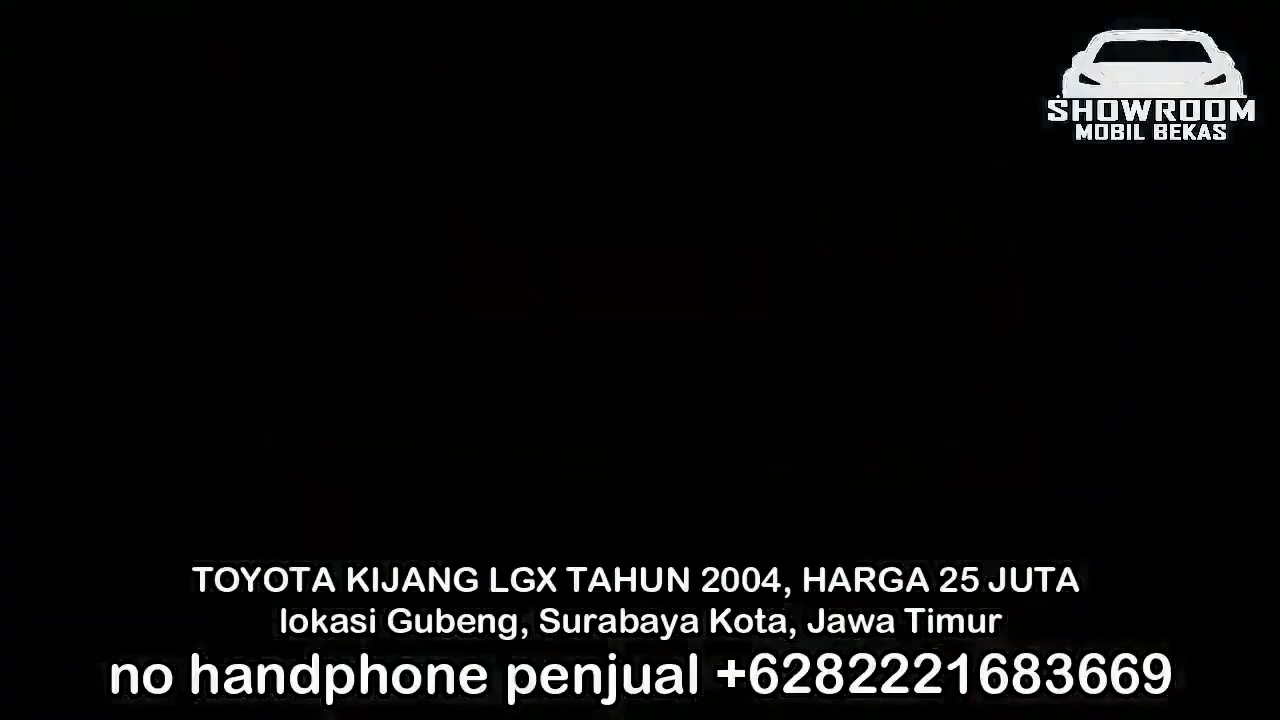 SHOWROOM
MOBIL BEKAS
TOYOTA KIJANG LGX TAHUN 2004, HARGA 25 JUTA
lokasi Gubeng, Surabaya Kota, Jawa Timur
no handphone penjual +6282221683669